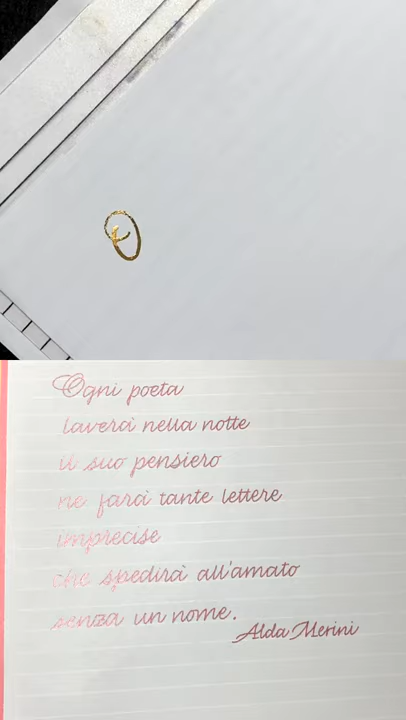 O
Ogni poeta
laverà nella notte
il suo pensiero
ne farà tante lettere
imprecise
che spedirà all'amato
senza un nome.
Alda Merini